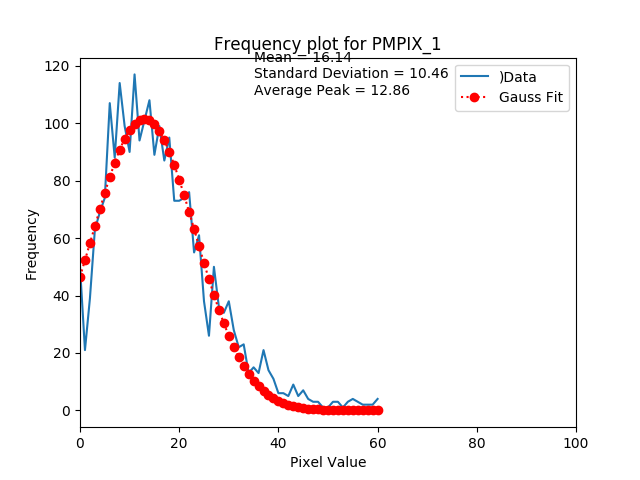 Frequency plot for PMPIX_1
Mean = 16.14
Standard Deviation = 10.46
Average Peak = 12.86
)Data
Gauss Fit
120
100
80
60
40
20
0
Frequency
0 20 40 60 80 100
Pixel Value